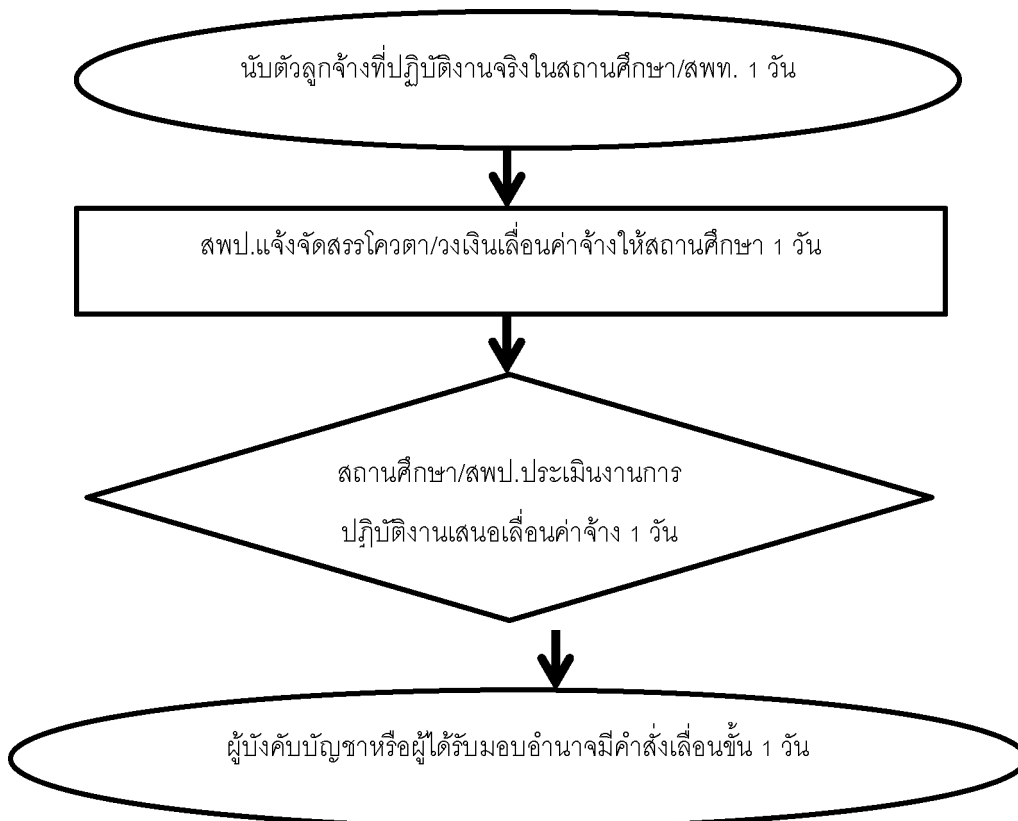 นับตัวลูกจ้างที่ปฏิบัติงานจริงในสถานศึกษา/สพท. 1 วัน
สพป.แจ้งจัดสรรโควตา/วงเงินเลื่อนค่าจ้างให้สถานศึกษา 1 วัน
สถานศึกษา/สพป.ประเมินงานการ
ปฏิบัติงานเสนอเลื่อนค่าจ้าง 1 วัน
ผู้บังคับบัญชาหรือผู้ได้รับมอบอำนาจมีคำสั่งเลื่อนขั้น 1 วัน